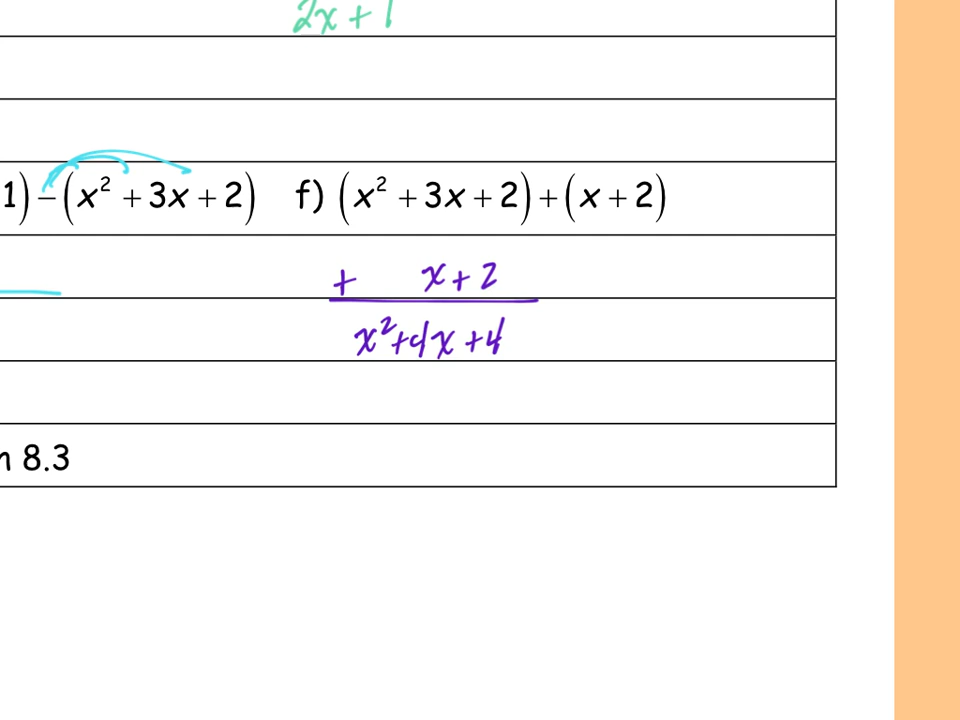 2x + 1
1) – (x² + 3x + 2) f) (x² + 3x + 2) + (x + 2)
+ x + 2
x² + 4x + 4
n 8.3